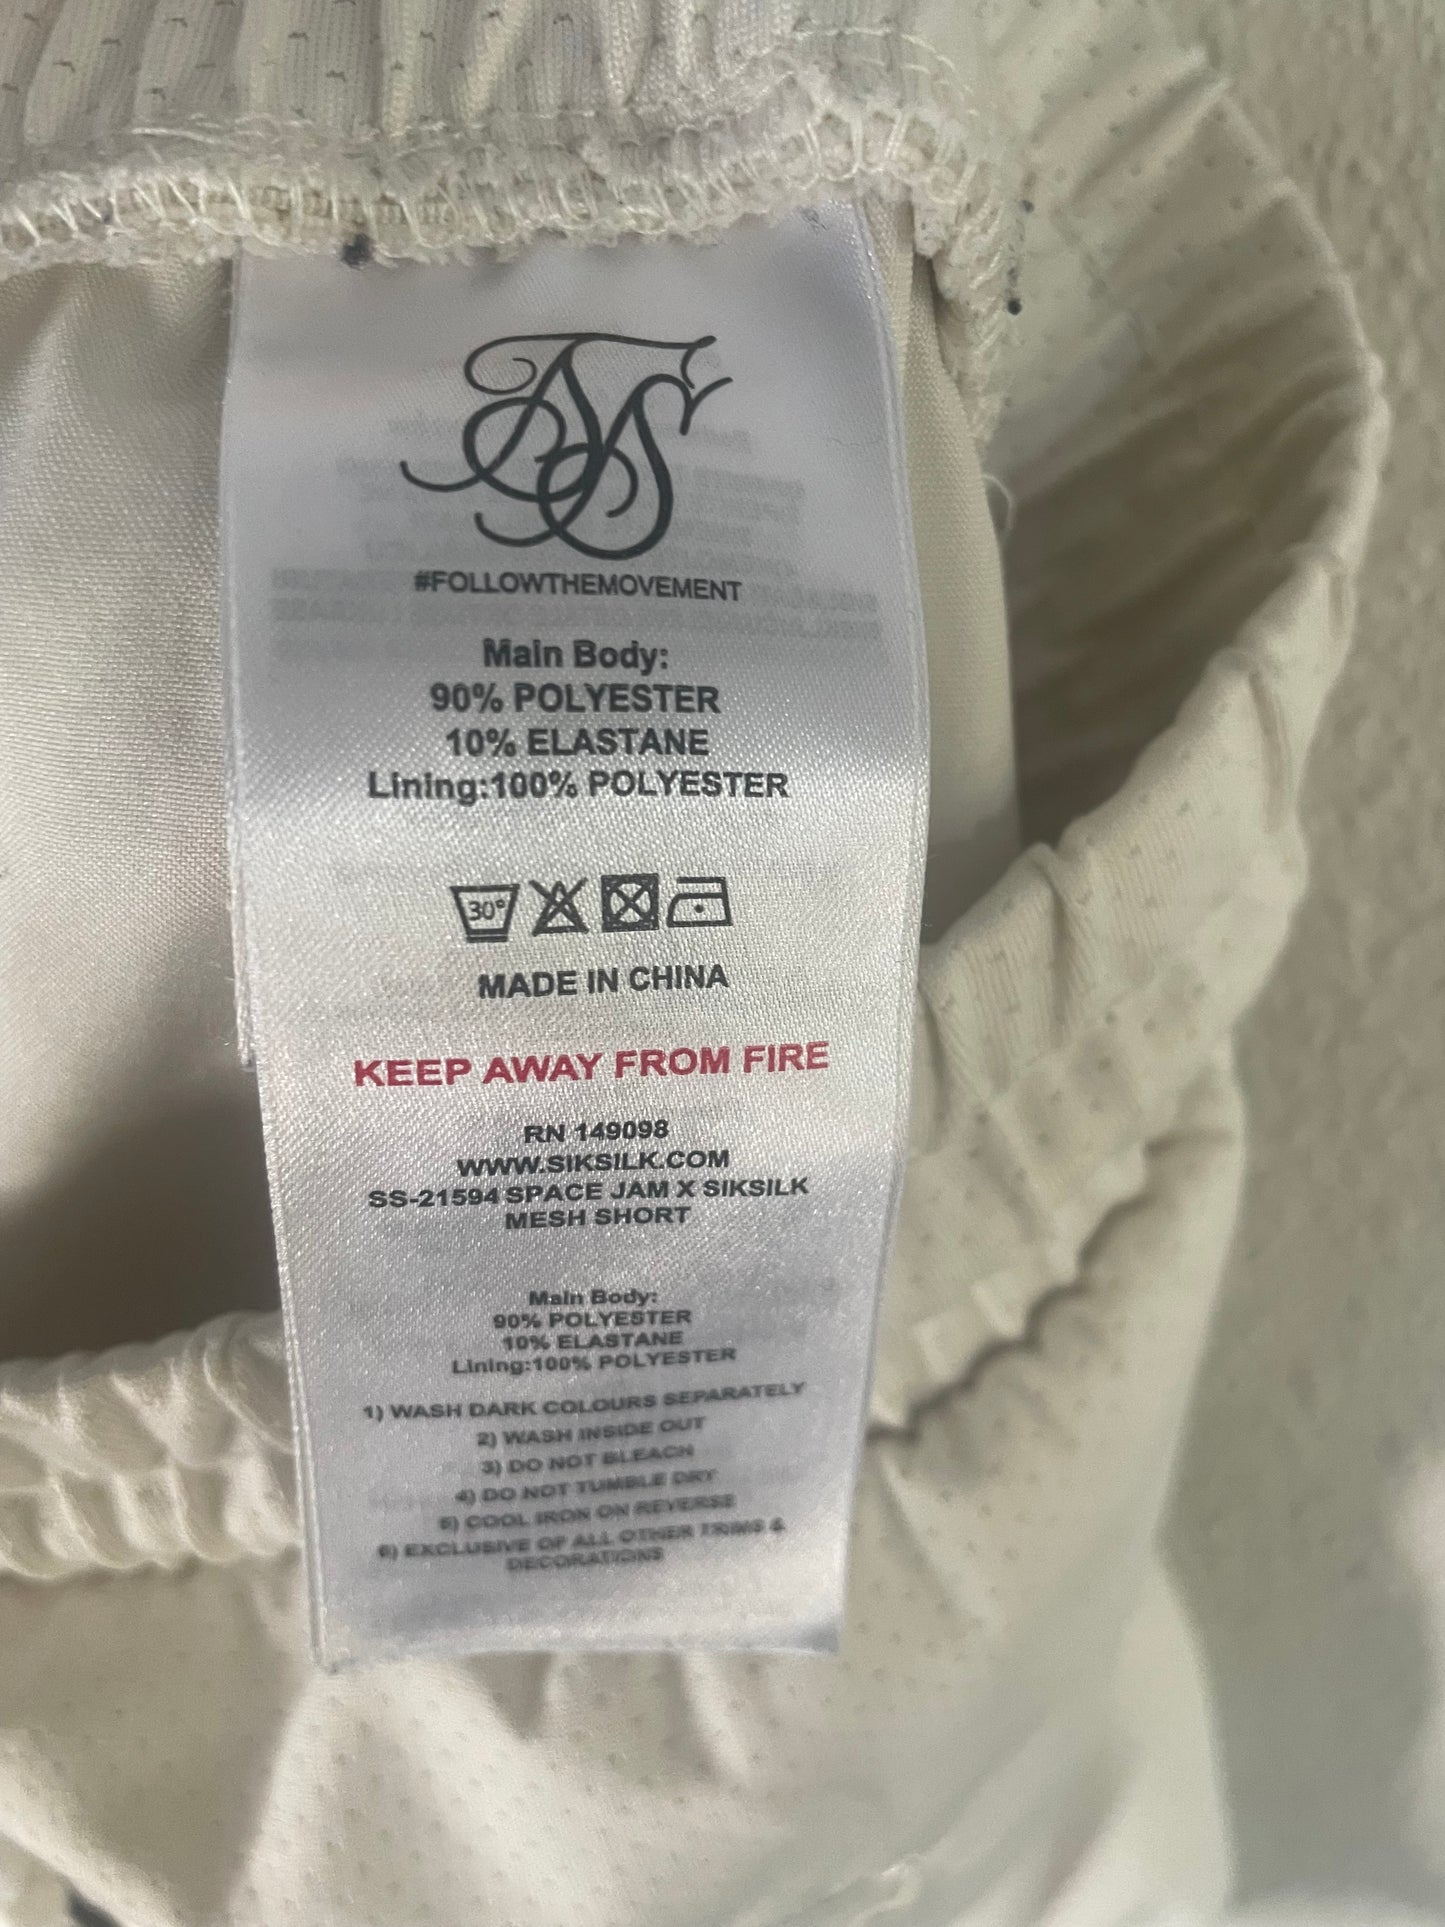 #FOLLOWTHEMOVEMENT
Main Body:
90% POLYESTER
10% ELASTANE
Lining:100% POLYESTER
30°
MADE IN CHINA
KEEP AWAY FROM FIRE
RN 149098
WWW.SIKSILK.COM
SS-21594 SPACE JAM X SIKSILK
MESH SHORT
Main Body:
90% POLYESTER
10% ELASTANE
Lining:100% POLYESTER
1) WASH DARK COLOURS SEPARATELY
2) WASH INSIDE OUT
3) DO NOT BLEACH
4) DO NOT TUMBLE DRY
5) COOL IRON ON REVERSE
6) EXCLUSIVE OF ALL OTHER TRIMS &
DECORATIONS